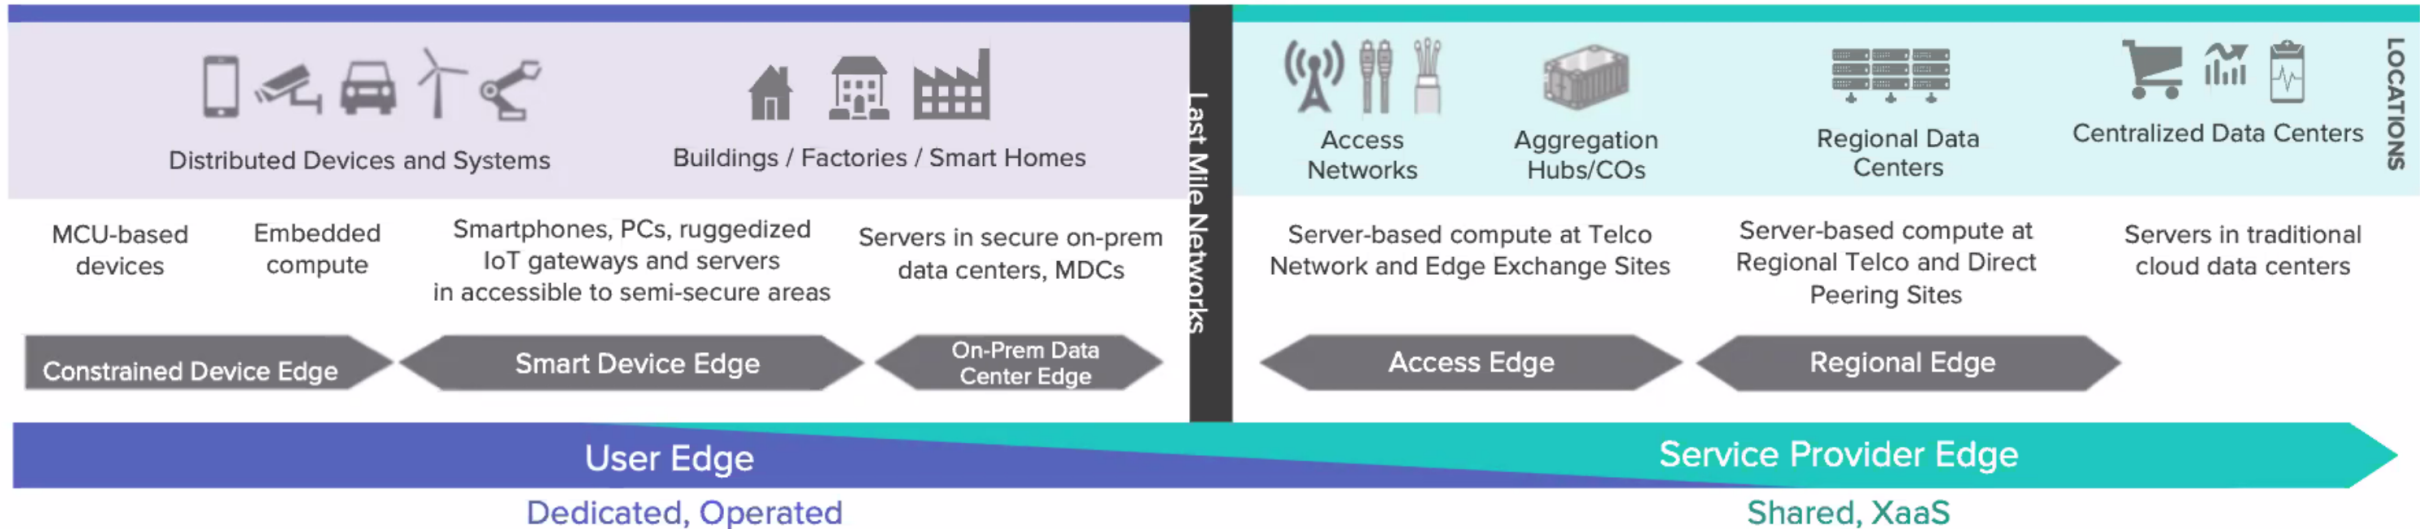 Distributed Devices and Systems
Buildings / Factories / Smart Homes
Last Mile Networks
Access
Networks
Aggregation
Hubs/COs
Regional Data
Centers
Centralized Data Centers
LOCATIONS
MCU-based
devices
Embedded
compute
Smartphones, PCs, ruggedized
IoT gateways and servers
in accessible to semi-secure areas
Servers in secure on-prem
data centers, MDCs
Server-based compute at Telco
Network and Edge Exchange Sites
Server-based compute at
Regional Telco and Direct
Peering Sites
Servers in traditional
cloud data centers
Constrained Device Edge
Smart Device Edge
On-Prem Data
Center Edge
Access Edge
Regional Edge
User Edge
Service Provider Edge
Dedicated, Operated
Shared, XaaS